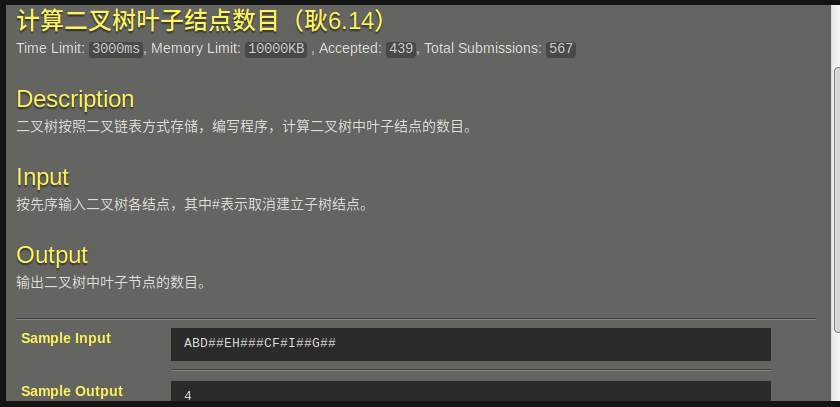 计算二叉树叶子结点数目（耿6.14）
Time Limit: 3000ms, Memory Limit: 10000KB , Accepted: 439, Total Submissions: 567
Description
二叉树按照二叉链表方式存储，编写程序，计算二叉树中叶子结点的数目。
Input
按先序输入二叉树各结点，其中#表示取消建立子树结点。
Output
输出二叉树中叶子节点的数目。
Sample Input
ABD##EH###CF#I##G##
Sample Output
4